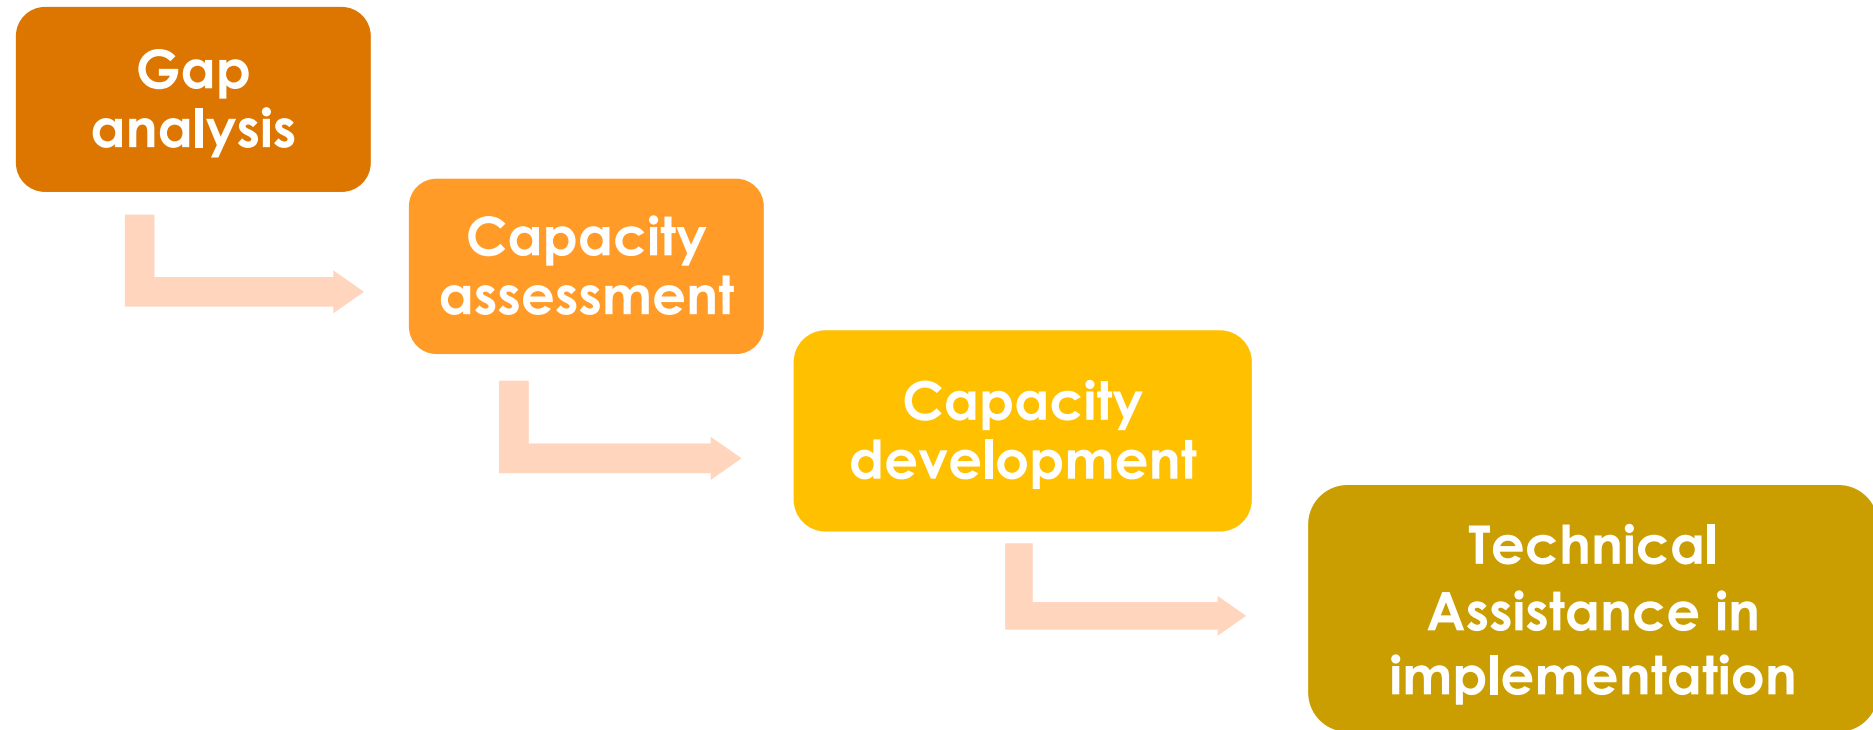 Gap
analysis
Capacity
assessment
Capacity
development
Technical
Assistance in
implementation